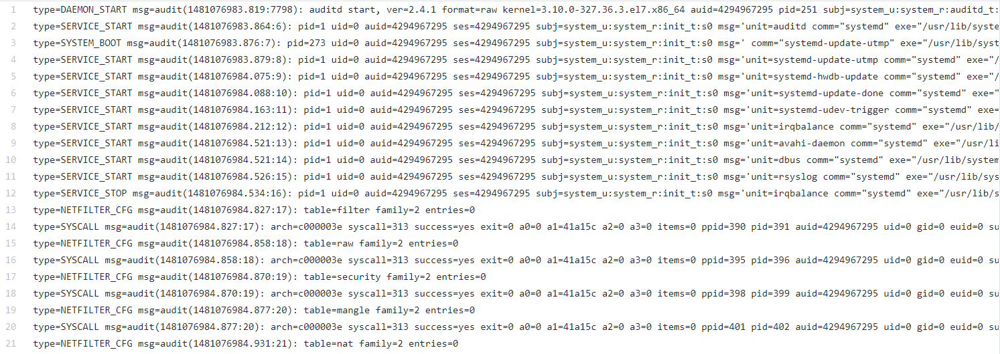 1 type=DAEMON_START msg=audit(1481076983.819:7798): auditd start, ver=2.4.1 format=raw kernel=3.10.0-327.36.3.el7.x86_64 auid=4294967295 pid=251 subj=system_u:system_r:auditd_t:
2 type=SERVICE_START msg=audit(1481076983.864:6): pid=1 uid=0 auid=4294967295 ses=4294967295 subj=system_u:system_r:init_t:s0 msg='unit=auditd comm="systemd" exe="/usr/lib/syste
3 type=SYSTEM_BOOT msg=audit(1481076983.876:7): pid=273 uid=0 auid=4294967295 ses=4294967295 subj=system_u:system_r:init_t:s0 msg=' comm="systemd-update-utmp" exe="/usr/lib/syst
4 type=SERVICE_START msg=audit(1481076983.879:8): pid=1 uid=0 auid=4294967295 ses=4294967295 subj=system_u:system_r:init_t:s0 msg='unit=systemd-update-utmp comm="systemd" exe="/
5 type=SERVICE_START msg=audit(1481076984.075:9): pid=1 uid=0 auid=4294967295 ses=4294967295 subj=system_u:system_r:init_t:s0 msg='unit=systemd-hwdb-update comm="systemd" exe="/
6 type=SERVICE_START msg=audit(1481076984.088:10): pid=1 uid=0 auid=4294967295 ses=4294967295 subj=system_u:system_r:init_t:s0 msg='unit=systemd-update-done comm="systemd" exe="
7 type=SERVICE_START msg=audit(1481076984.163:11): pid=1 uid=0 auid=4294967295 ses=4294967295 subj=system_u:system_r:init_t:s0 msg='unit=systemd-udev-trigger comm="systemd" exe=
8 type=SERVICE_START msg=audit(1481076984.212:12): pid=1 uid=0 auid=4294967295 ses=4294967295 subj=system_u:system_r:init_t:s0 msg='unit=irqbalance comm="systemd" exe="/usr/lib/
9 type=SERVICE_START msg=audit(1481076984.521:13): pid=1 uid=0 auid=4294967295 ses=4294967295 subj=system_u:system_r:init_t:s0 msg='unit=avahi-daemon comm="systemd" exe="/usr/li
10 type=SERVICE_START msg=audit(1481076984.521:14): pid=1 uid=0 auid=4294967295 ses=4294967295 subj=system_u:system_r:init_t:s0 msg='unit=dbus comm="systemd" exe="/usr/lib/system
11 type=SERVICE_START msg=audit(1481076984.526:15): pid=1 uid=0 auid=4294967295 ses=4294967295 subj=system_u:system_r:init_t:s0 msg='unit=rsyslog comm="systemd" exe="/usr/lib/sys
12 type=SERVICE_STOP msg=audit(1481076984.534:16): pid=1 uid=0 auid=4294967295 ses=4294967295 subj=system_u:system_r:init_t:s0 msg='unit=irqbalance comm="systemd" exe="/usr/lib/s
13 type=NETFILTER_CFG msg=audit(1481076984.827:17): table=filter family=2 entries=0
14 type=SYSCALL msg=audit(1481076984.827:17): arch=c000003e syscall=313 success=yes exit=0 a0=0 a1=41a15c a2=0 a3=0 items=0 ppid=390 pid=391 auid=4294967295 uid=0 gid=0 euid=0 su
15 type=NETFILTER_CFG msg=audit(1481076984.858:18): table=raw family=2 entries=0
16 type=SYSCALL msg=audit(1481076984.858:18): arch=c000003e syscall=313 success=yes exit=0 a0=0 a1=41a15c a2=0 a3=0 items=0 ppid=395 pid=396 auid=4294967295 uid=0 gid=0 euid=0 su
17 type=NETFILTER_CFG msg=audit(1481076984.870:19): table=security family=2 entries=0
18 type=SYSCALL msg=audit(1481076984.870:19): arch=c000003e syscall=313 success=yes exit=0 a0=0 a1=41a15c a2=0 a3=0 items=0 ppid=398 pid=399 auid=4294967295 uid=0 gid=0 euid=0 su
19 type=NETFILTER_CFG msg=audit(1481076984.877:20): table=mangle family=2 entries=0
20 type=SYSCALL msg=audit(1481076984.877:20): arch=c000003e syscall=313 success=yes exit=0 a0=0 a1=41a15c a2=0 a3=0 items=0 ppid=401 pid=402 auid=4294967295 uid=0 gid=0 euid=0 su
21 type=NETFILTER_CFG msg=audit(1481076984.931:21): table=nat family=2 entries=0